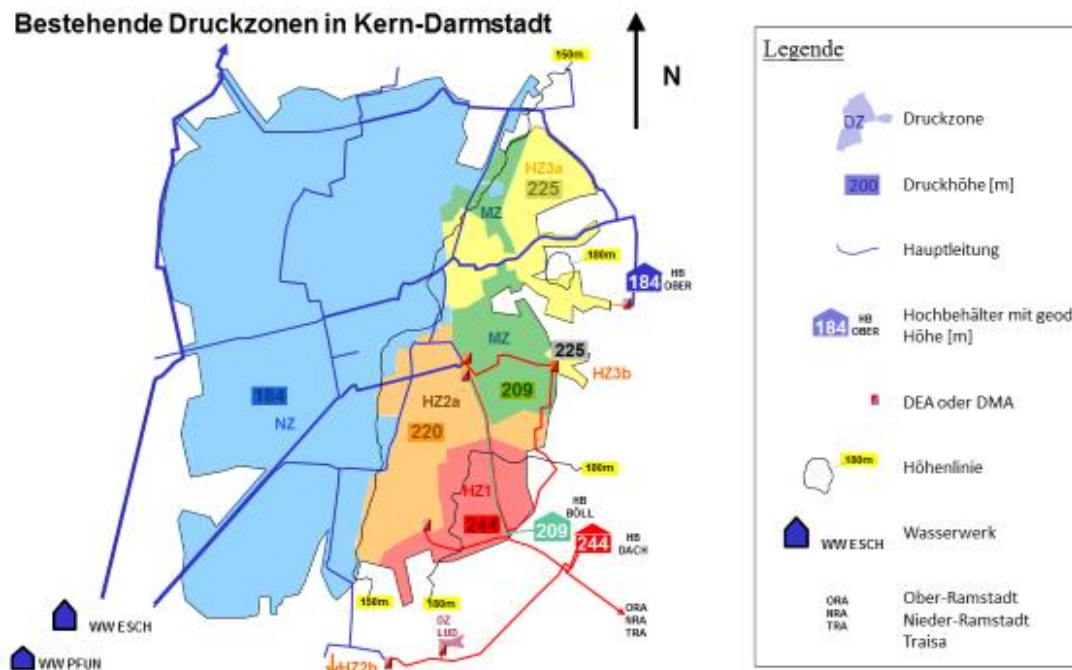 Bestehende Druckzonen in Kern-Darmstadt
150m
N
HZ3a
225
MZ
180m
184
HB
OBER
MZ
225
HZ3b
209
184
NZ
HZ2a
220
180m
HZ1
244
HB
BÖLL
209
244
HB
DACH
150m
180m
ORA
NRA
TRA
DZ
LUD
HZ2b
WW ESCH
WW PFUN
Legende
DZ
Druckzone
200
Druckhöhe [m]
Hauptleitung
184
HB
OBER
Hochbehälter mit geod
Höhe [m]
DEA oder DMA
180m
Höhenlinie
WW ESCH
Wasserwerk
ORA
NRA
TRA
Ober-Ramstadt
Nieder-Ramstadt
Traisa